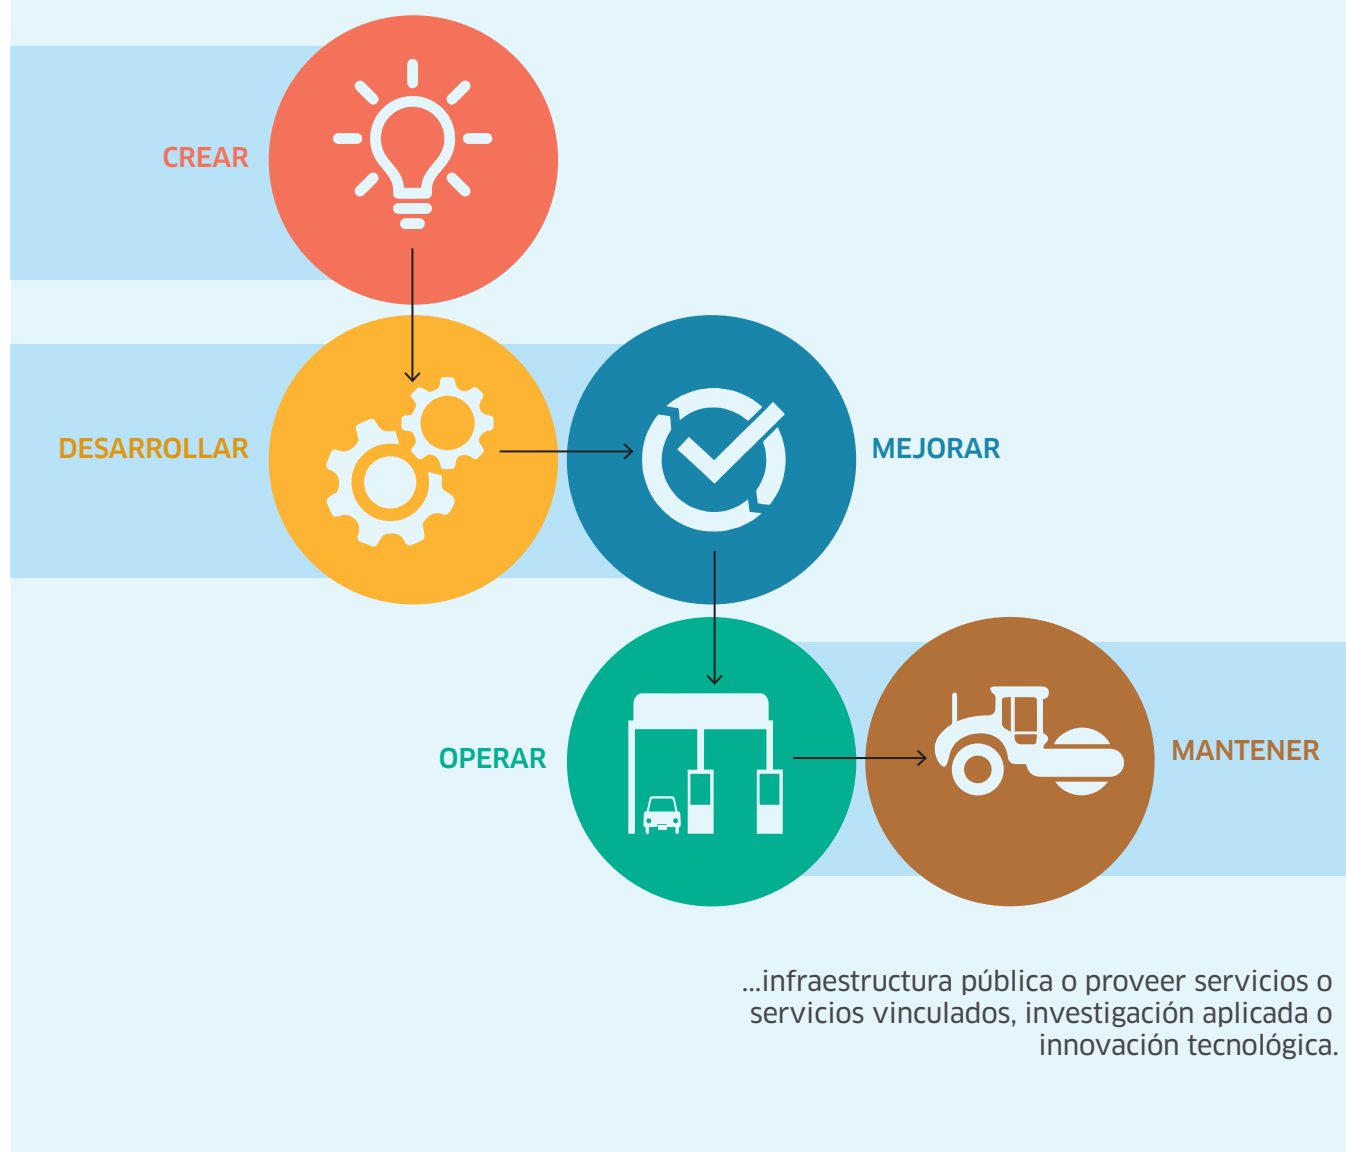 CREAR
DESARROLLAR
MEJORAR
OPERAR
MANTENER
...infraestructura pública o proveer servicios o
servicios vinculados, investigación aplicada o
innovación tecnológica.